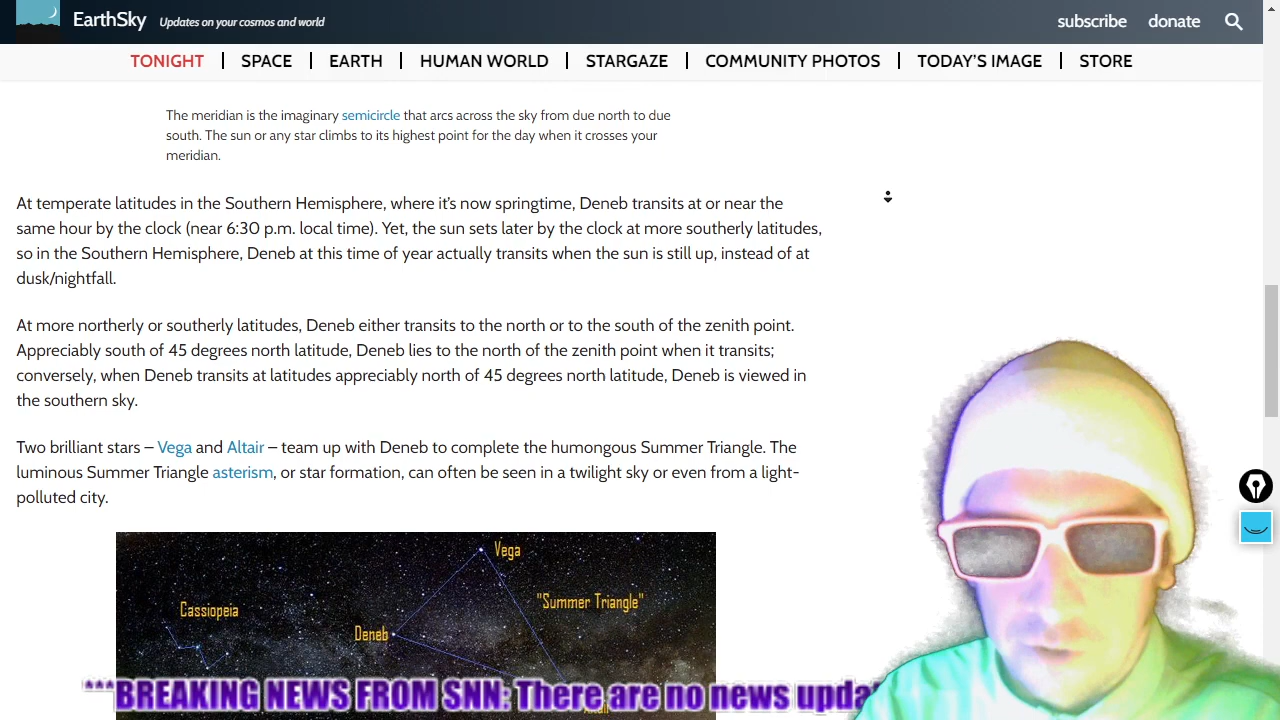 EarthSky Updates on your cosmos and world subscribe donate
TONIGHT SPACE EARTH HUMAN WORLD STARGAZE COMMUNITY PHOTOS TODAY'S IMAGE STORE
The meridian is the imaginary semicircle that arcs across the sky from due north to due
south. The sun or any star climbs to its highest point for the day when it crosses your
meridian.
At temperate latitudes in the Southern Hemisphere, where it's now springtime, Deneb transits at or near the
same hour by the clock (near 6:30 p.m. local time). Yet, the sun sets later by the clock at more southerly latitudes,
so in the Southern Hemisphere, Deneb at this time of year actually transits when the sun is still up, instead of at
dusk/nightfall.
At more northerly or southerly latitudes, Deneb either transits to the north or to the south of the zenith point.
Appreciably south of 45 degrees north latitude, Deneb lies to the north of the zenith point when it transits;
conversely, when Deneb transits at latitudes appreciably north of 45 degrees north latitude, Deneb is viewed in
the southern sky.
Two brilliant stars – Vega and Altair – team up with Deneb to complete the humongous Summer Triangle. The
luminous Summer Triangle asterism, or star formation, can often be seen in a twilight sky or even from a light-
polluted city.
Vega
"Summer Triangle"
Cassiopeia
Deneb
***BREAKING NEWS FROM SNN: There are no news